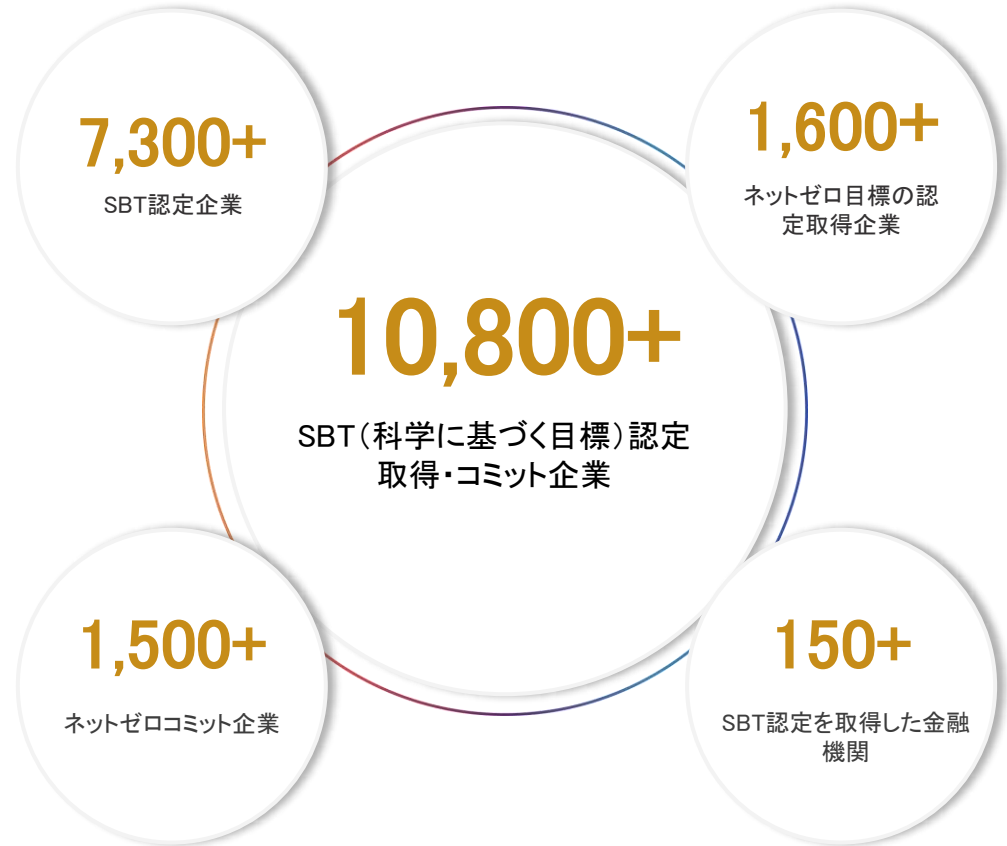 7,300+
SBT認定企業
1,600+
ネットゼロ目標の認
定取得企業
10,800+
SBT（科学に基づく目標）認定
取得・コミット企業
1,500+
ネットゼロコミット企業
150+
SBT認定を取得した金融
機関